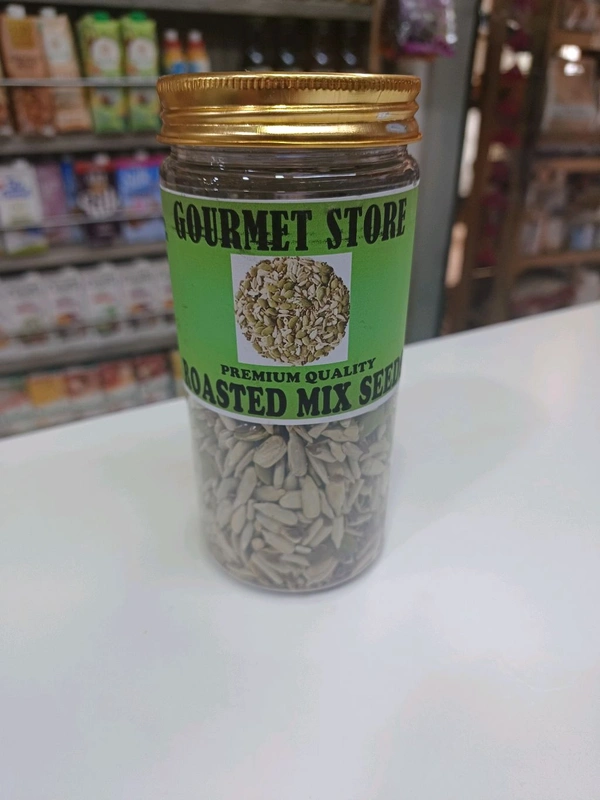 GOURMET STORE
PREMIUM QUALITY
ROASTED MIX SEEDS